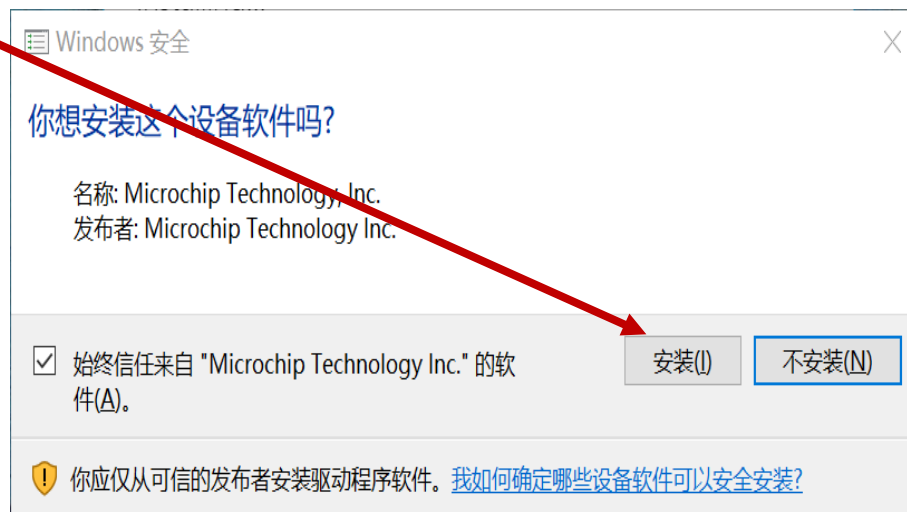 Windows 安全
你想安装这个设备软件吗?
名称: Microchip Technology, Inc.
发布者: Microchip Technology Inc.
始终信任来自 "Microchip Technology Inc." 的软
件(A)。
安装(I)
不安装(N)
你应仅从可信的发布者安装驱动程序软件。我如何确定哪些设备软件可以安全安装?